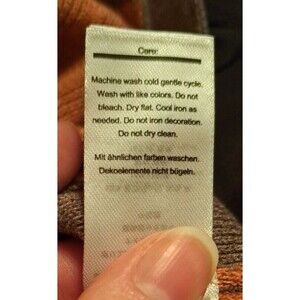 Care:
Machine wash cold gentle cycle.
Wash with like colors. Do not
bleach. Dry flat. Cool iron as
needed. Do not iron decoration.
Do not dry clean.
Mit ähnlichen farben waschen.
Dekoelemente nicht bügeln.